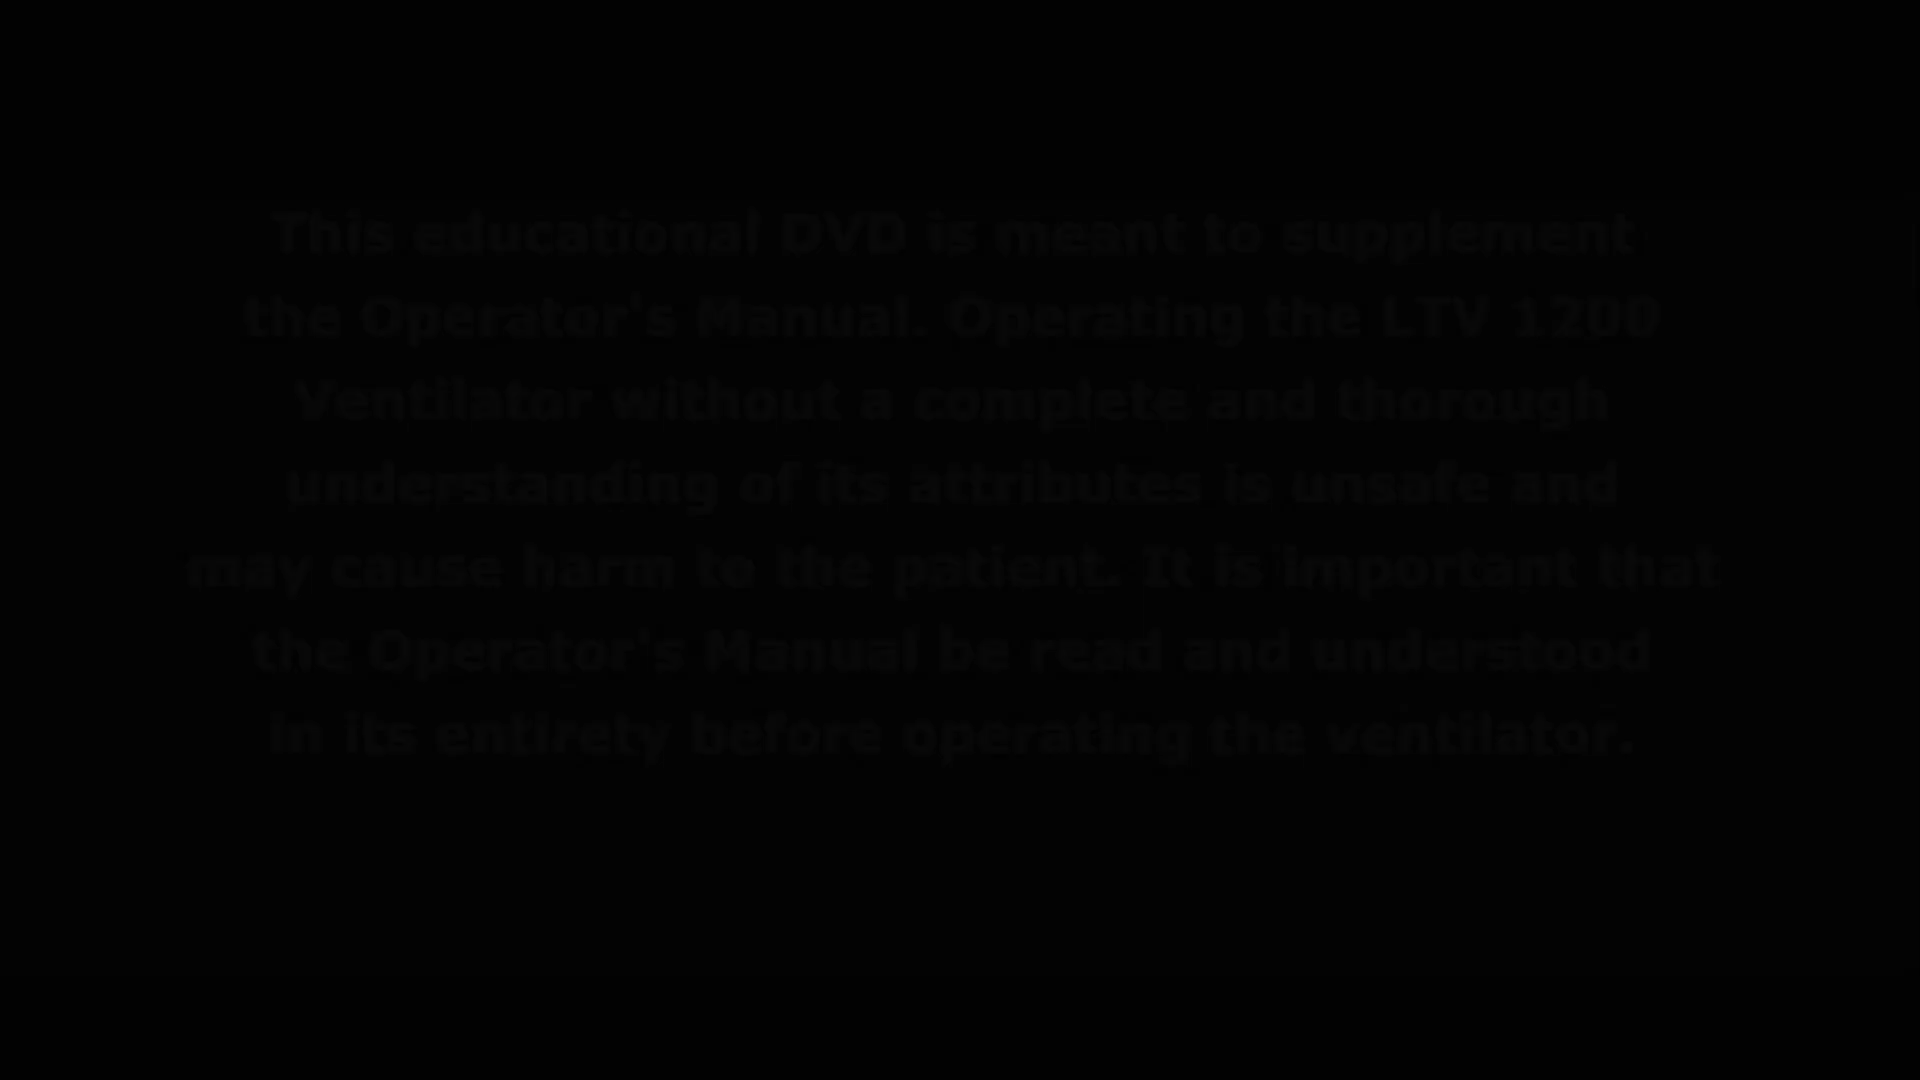 This educational DVD is meant to supplement
the Operator's Manual. Operating the LTV 1200
Ventilator without a complete and thorough
understanding of its attributes is unsafe and
may cause harm to the patient. It is important that
the Operator's Manual be read and understood
in its entirety before operating the ventilator.